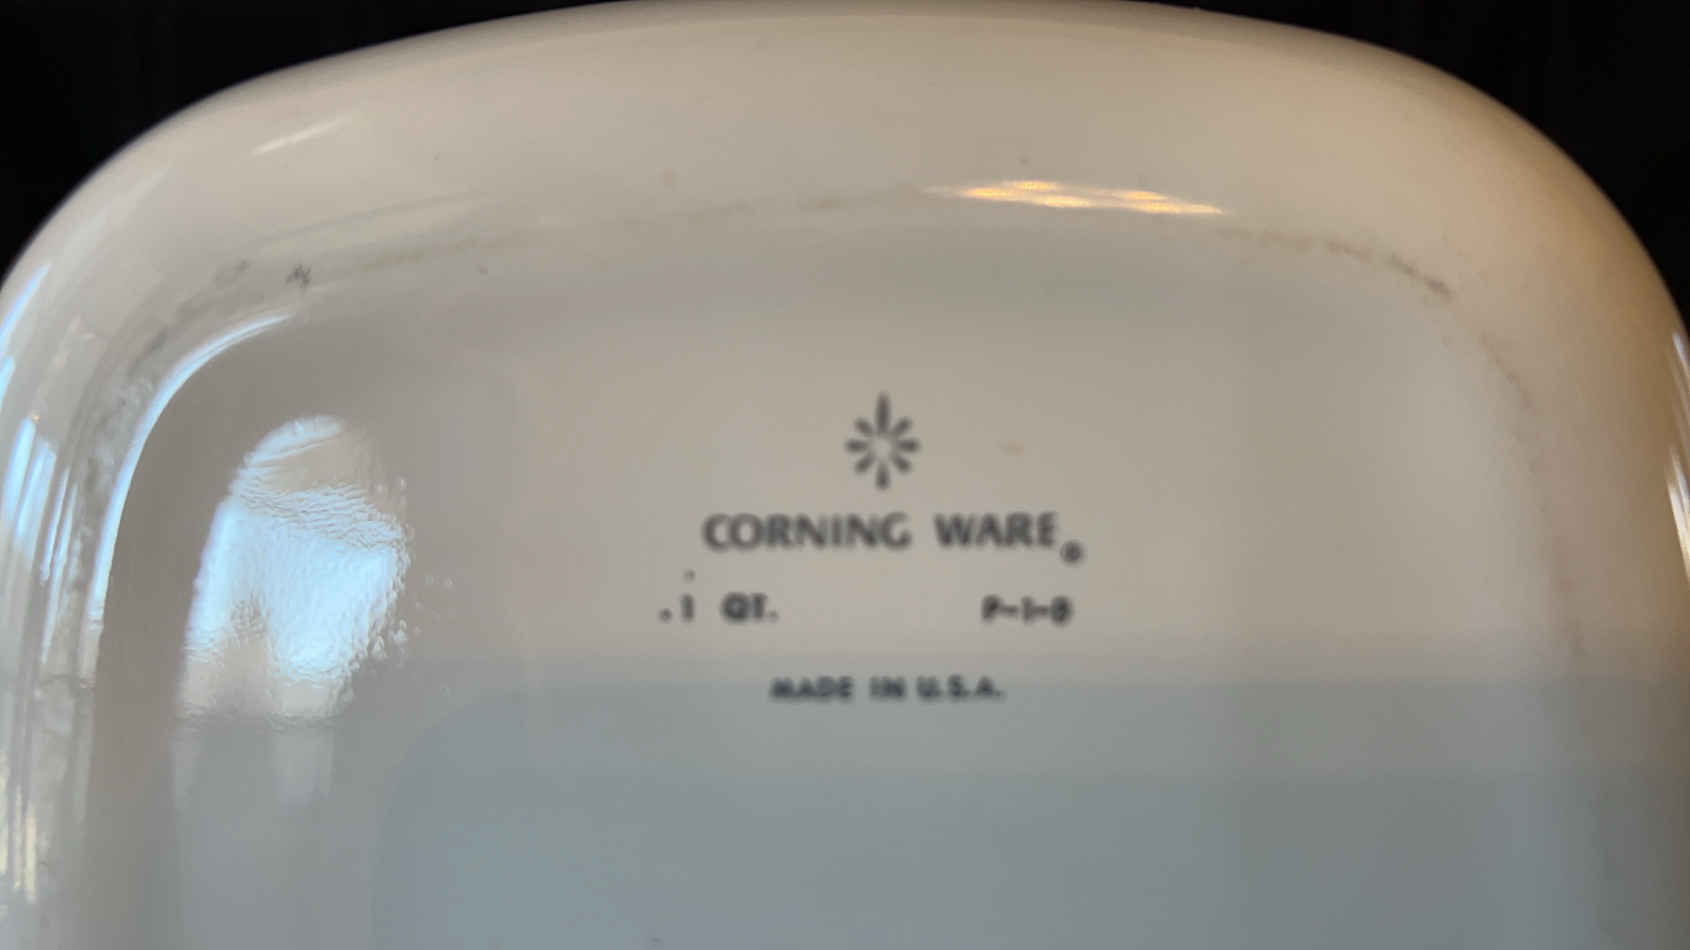 CORNING WARE®
1 QT. P-1-B
MADE IN U.S.A.